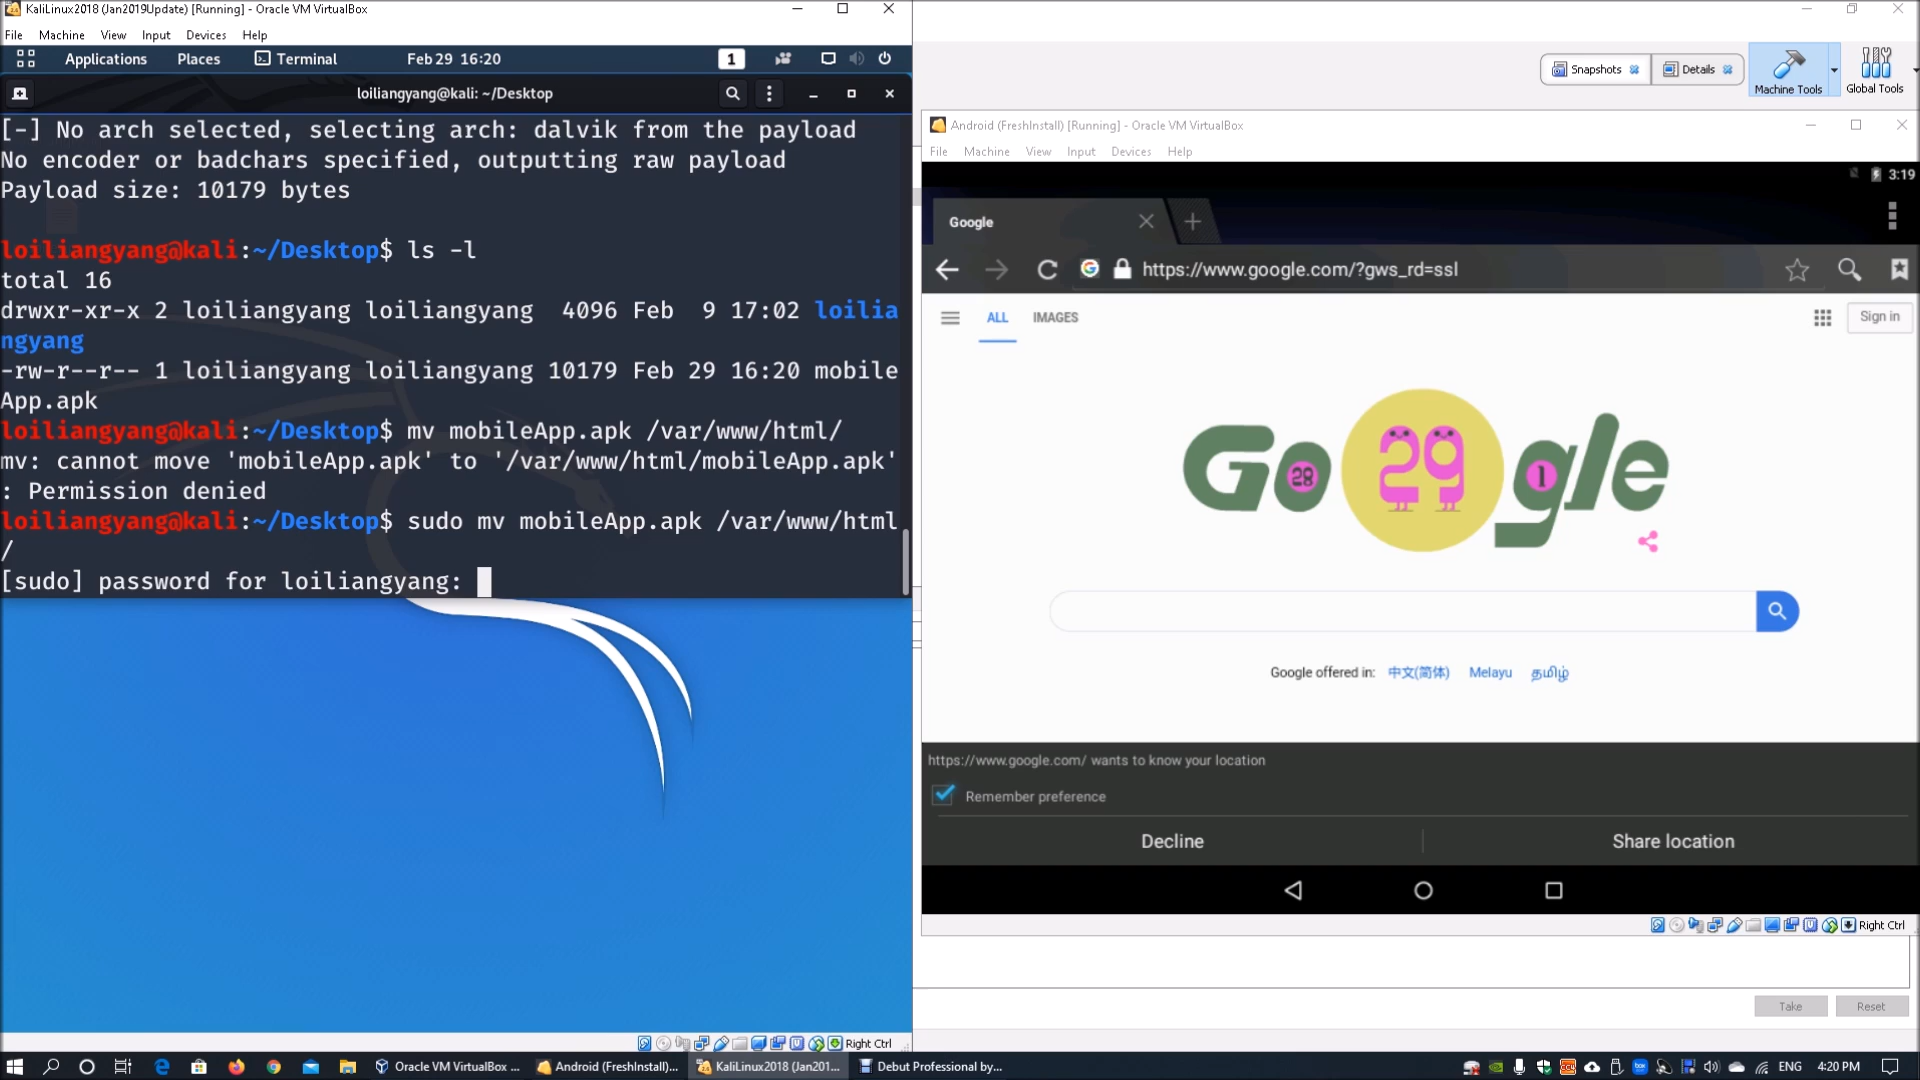 KaliLinux2018 (Jan2019Update) [Running] - Oracle VM VirtualBox
File Machine View Input Devices Help
Applications Places Terminal Feb 29 16:20 1
loiliangyang@kali: ~/Desktop
[-] No arch selected, selecting arch: dalvik from the payload
No encoder or badchars specified, outputting raw payload
Payload size: 10179 bytes
loiliangyang@kali:~/Desktop$ ls -l
total 16
drwxr-xr-x 2 loiliangyang loiliangyang  4096 Feb  9 17:02 loilia
ngyang
-rw-r--r-- 1 loiliangyang loiliangyang 10179 Feb 29 16:20 mobile
App.apk
loiliangyang@kali:~/Desktop$ mv mobileApp.apk /var/www/html/
mv: cannot move 'mobileApp.apk' to '/var/www/html/mobileApp.apk'
: Permission denied
loiliangyang@kali:~/Desktop$ sudo mv mobileApp.apk /var/www/html
/
[sudo] password for loiliangyang:
Right Ctrl
Snapshots Details Machine Tools Global Tools
Android (FreshInstall) [Running] - Oracle VM VirtualBox
File Machine View Input Devices Help
3:19
Google
https://www.google.com/?gws_rd=ssl
ALL IMAGES Sign in
Go 28 29 1 gle
Google offered in: 中文(简体) Melayu தமிழ்
https://www.google.com/ wants to know your location
Remember preference
Decline Share location
Right Ctrl
Take Reset
Oracle VM VirtualBox ... Android (FreshInstall)... KaliLinux2018 (Jan201... Debut Professional by... ENG 4:20 PM